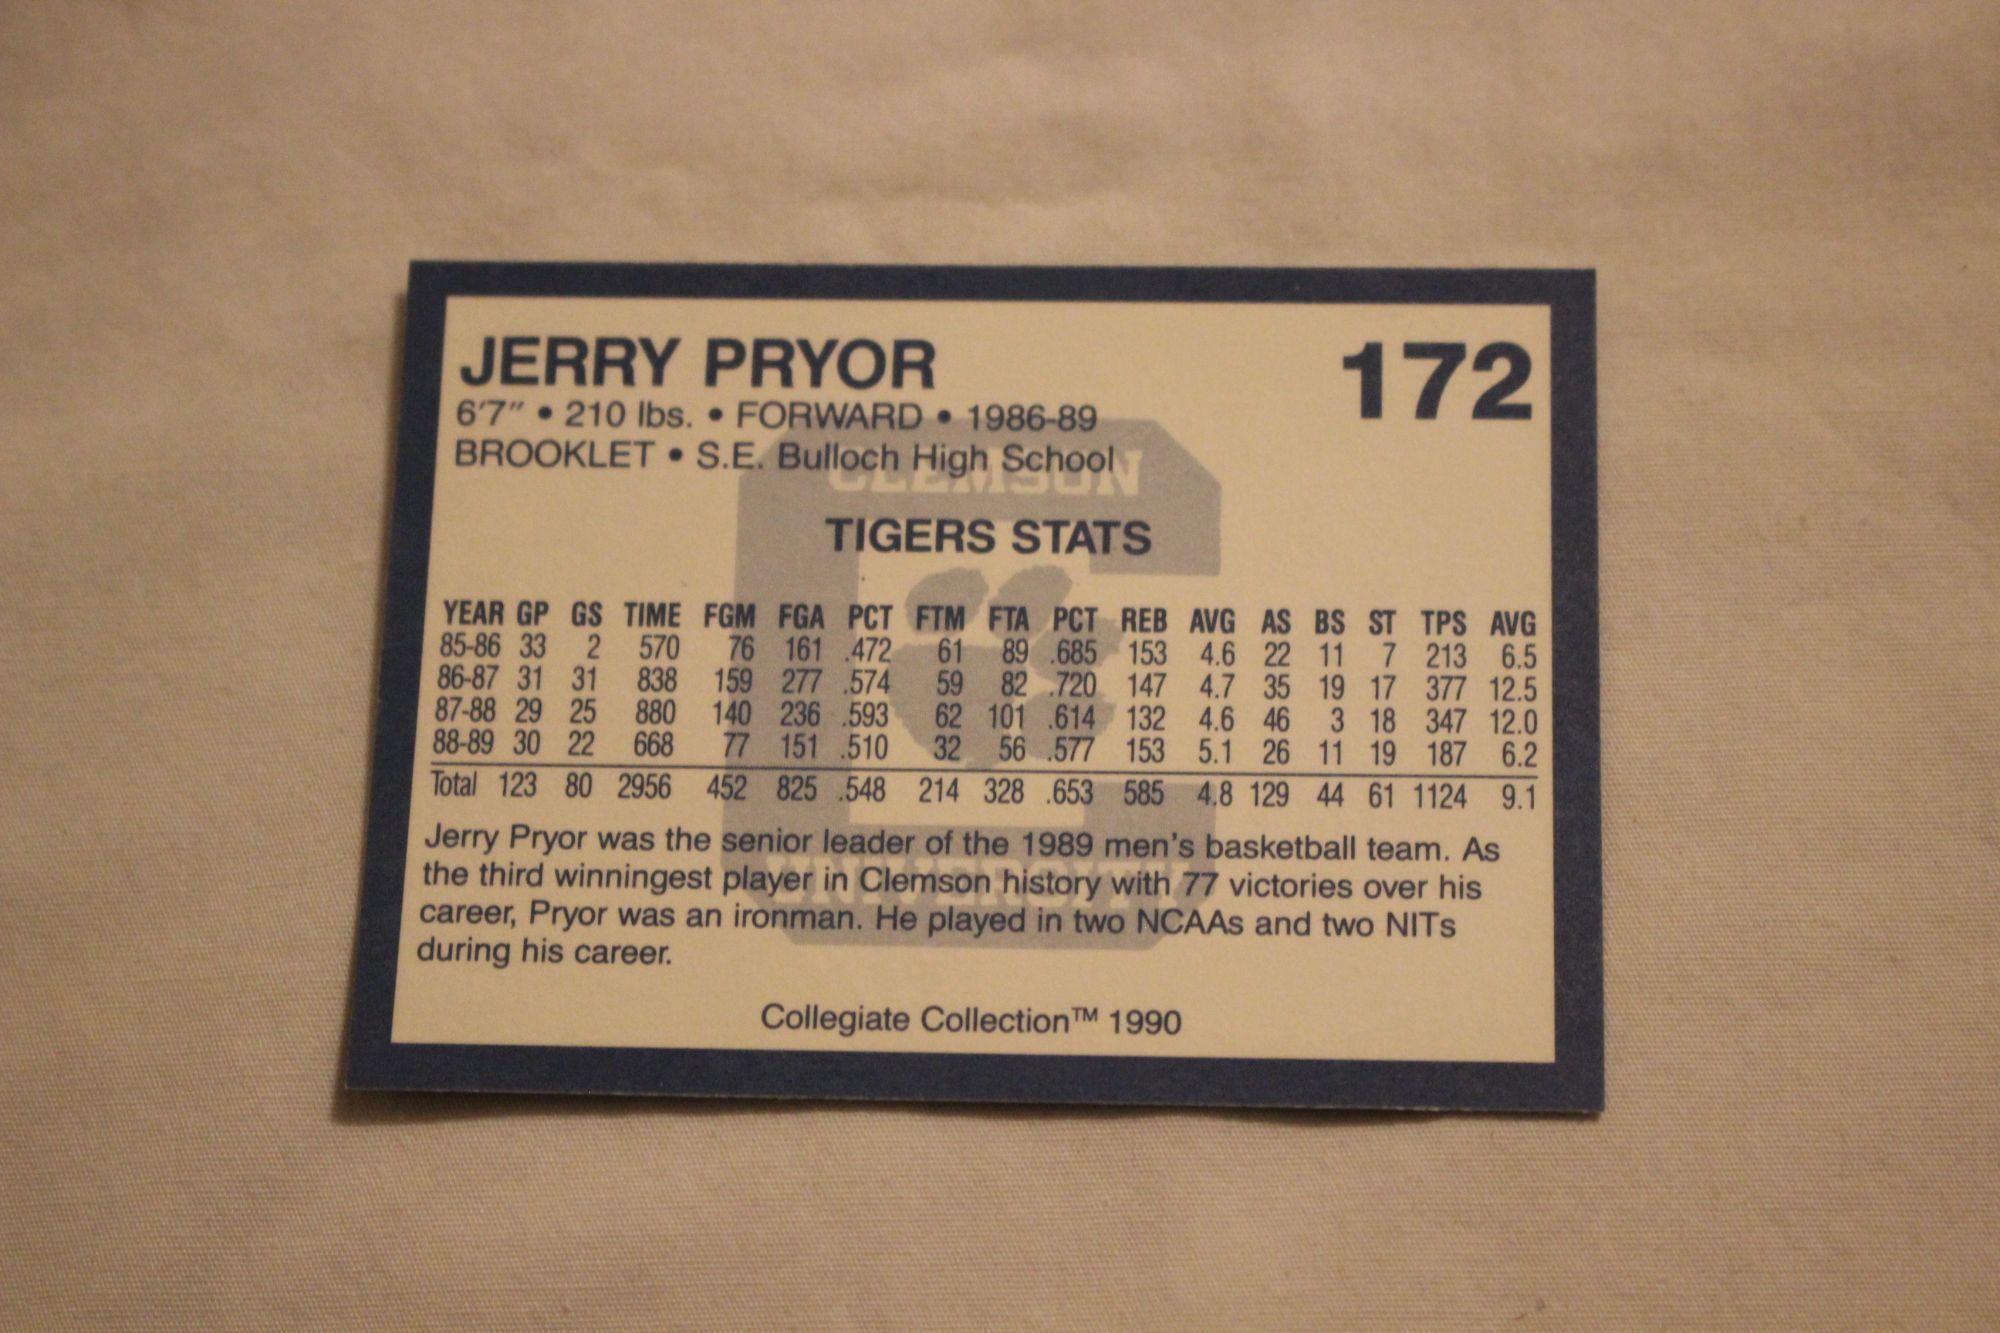 JERRY PRYOR
172
6'7" • 210 lbs. • FORWARD • 1986-89
BROOKLET • S.E. Bulloch High School
CLEMSON
TIGERS STATS
YEAR GP GS TIME FGM FGA PCT FTM FTA PCT REB AVG AS BS ST TPS AVG
85-86 33 2 570 76 161 .472 61 89 .685 153 4.6 22 11 7 213 6.5
86-87 31 31 838 159 277 .574 59 82 .720 147 4.7 35 19 17 377 12.5
87-88 29 25 880 140 236 .593 62 101 .614 132 4.6 46 3 18 347 12.0
88-89 30 22 668 77 151 .510 32 56 .577 153 5.1 26 11 19 187 6.2
Total 123 80 2956 452 825 .548 214 328 .653 585 4.8 129 44 61 1124 9.1
Jerry Pryor was the senior leader of the 1989 men's basketball team. As
the third winningest player in Clemson history with 77 victories over his
UNIVERSITY
career, Pryor was an ironman. He played in two NCAAs and two NITs
during his career.
Collegiate Collection™ 1990